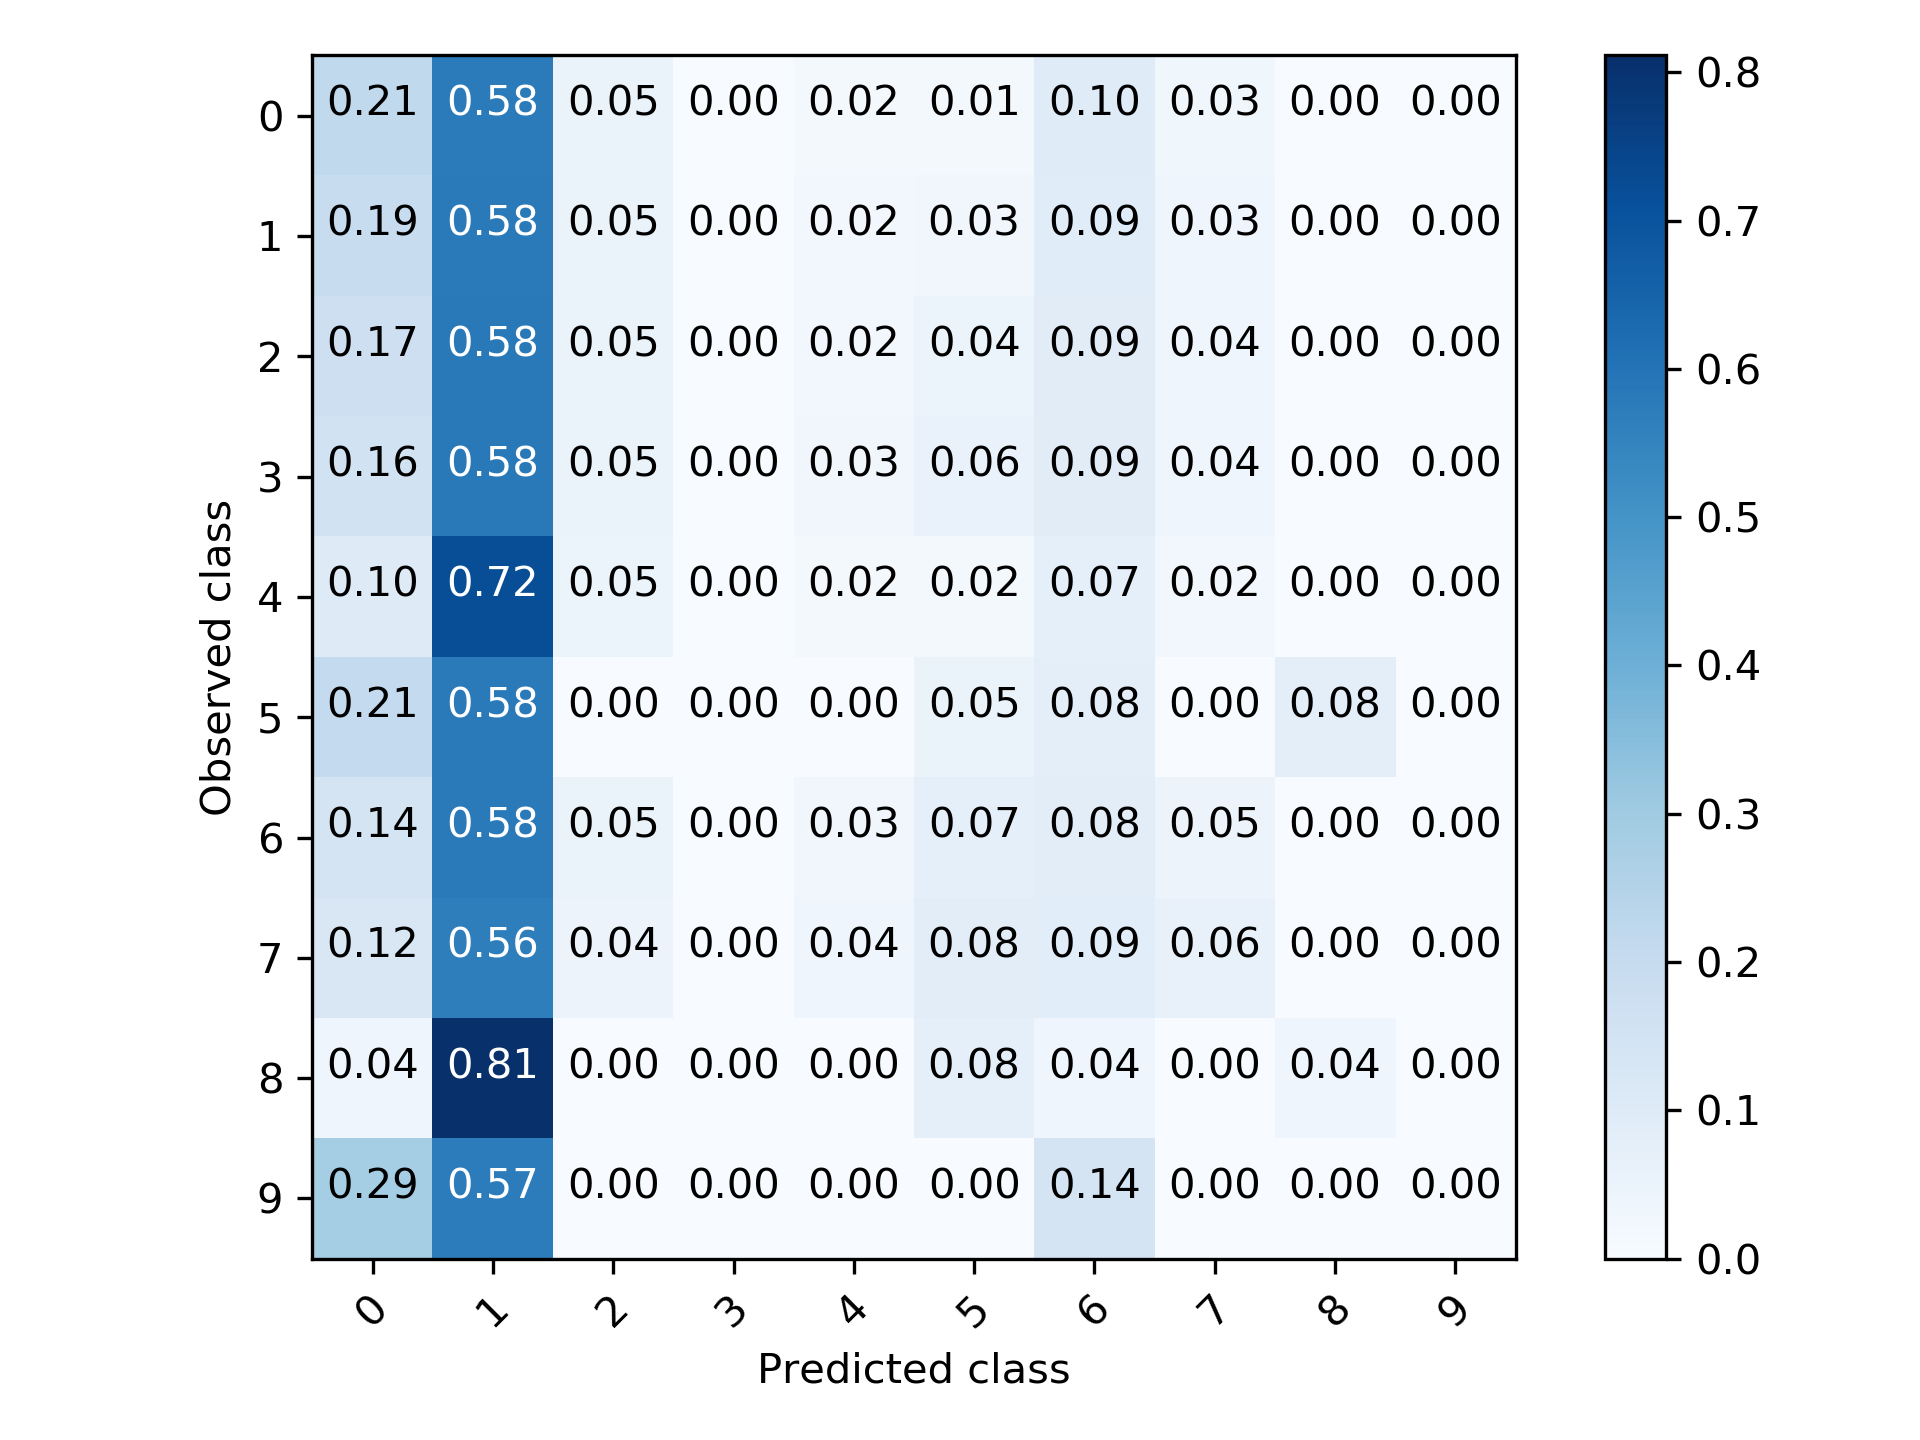 0 0.21 0.58 0.05 0.00 0.02 0.01 0.10 0.03 0.00 0.00
1 0.19 0.58 0.05 0.00 0.02 0.03 0.09 0.03 0.00 0.00
2 0.17 0.58 0.05 0.00 0.02 0.04 0.09 0.04 0.00 0.00
3 0.16 0.58 0.05 0.00 0.03 0.06 0.09 0.04 0.00 0.00
4 0.10 0.72 0.05 0.00 0.02 0.02 0.07 0.02 0.00 0.00
5 0.21 0.58 0.00 0.00 0.00 0.05 0.08 0.00 0.08 0.00
6 0.14 0.58 0.05 0.00 0.03 0.07 0.08 0.05 0.00 0.00
7 0.12 0.56 0.04 0.00 0.04 0.08 0.09 0.06 0.00 0.00
8 0.04 0.81 0.00 0.00 0.00 0.08 0.04 0.00 0.04 0.00
9 0.29 0.57 0.00 0.00 0.00 0.00 0.14 0.00 0.00 0.00
0 1 2 3 4 5 6 7 8 9
Predicted class
Observed class
0.8
0.7
0.6
0.5
0.4
0.3
0.2
0.1
0.0